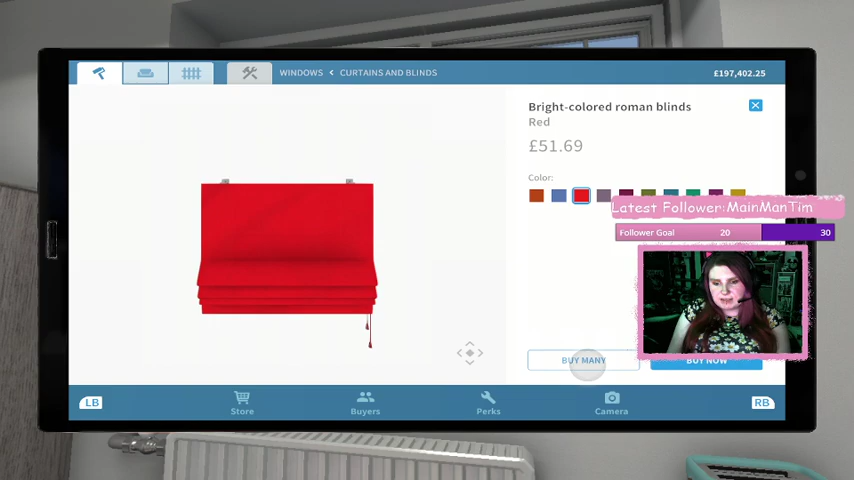 WINDOWS < CURTAINS AND BLINDS
£197,402.25
Bright-colored roman blinds
Red
£51.69
Color:
Latest Follower:MainManTim
Follower Goal 20 30
BUY MANY
BUY NOW
LB
Store
Buyers
Perks
Camera
RB